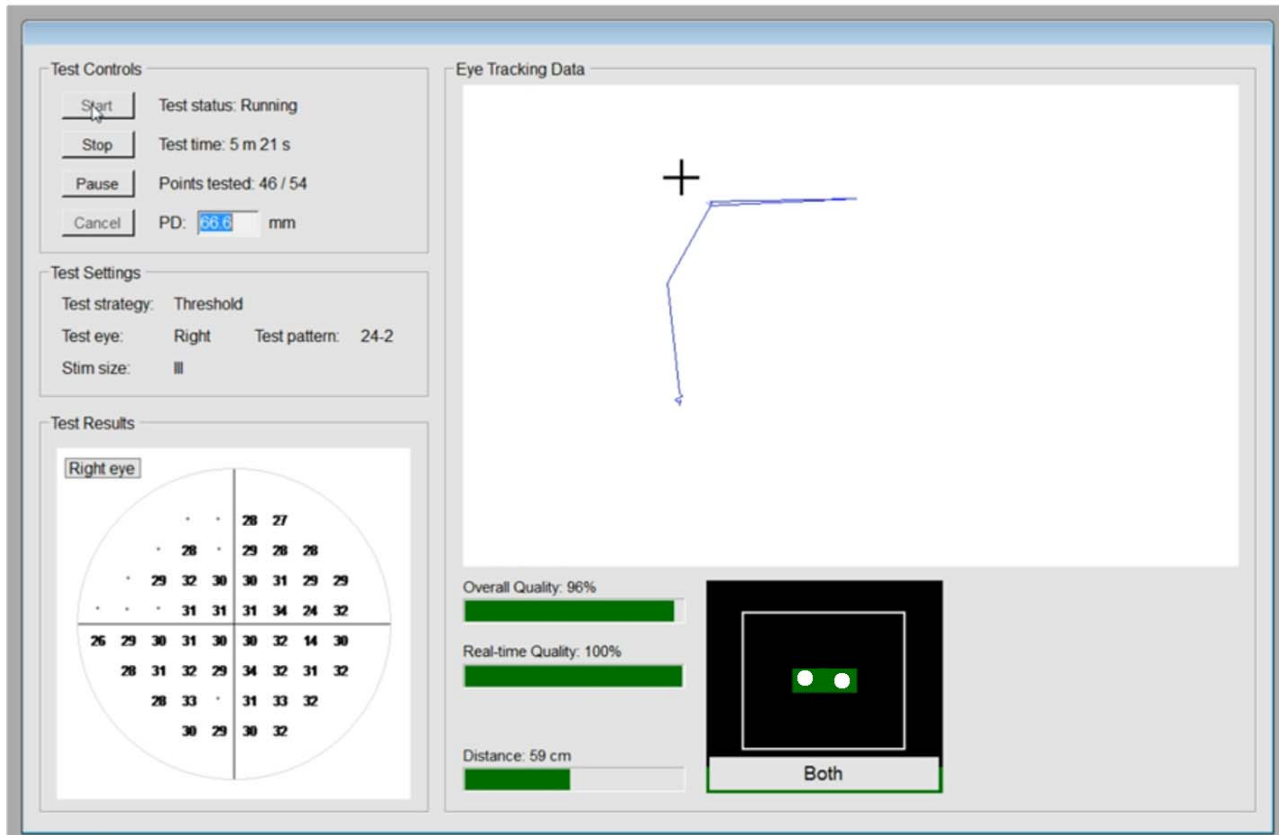 Test Controls
Start
Test status: Running
Stop
Test time: 5 m 21 s
Pause
Points tested: 46 / 54
Cancel
PD: 66.6 mm
Test Settings
Test strategy: Threshold
Test eye: Right Test pattern: 24-2
Stim size: III
Test Results
Right eye
28 27
28 29 28 28
29 32 30 30 31 29 29
31 31 31 34 24 32
26 29 30 31 30 30 32 14 30
28 31 32 29 34 32 31 32
28 33 31 33 32
30 29 30 32
Eye Tracking Data
Overall Quality: 96%
Real-time Quality: 100%
Distance: 59 cm
Both